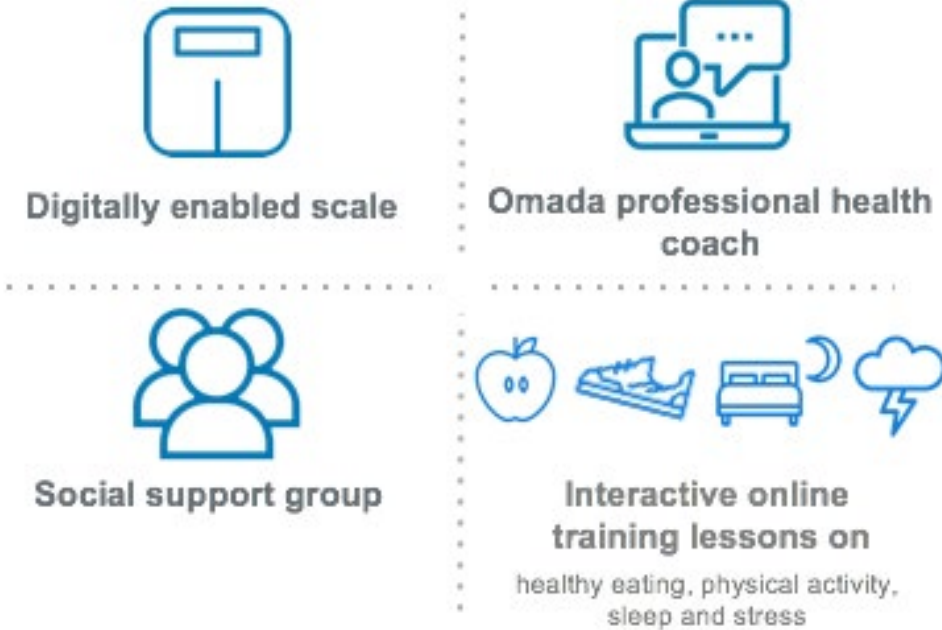 Digitally enabled scale
Omada professional health
coach
Social support group
Interactive online
training lessons on
healthy eating, physical activity,
sleep and stress